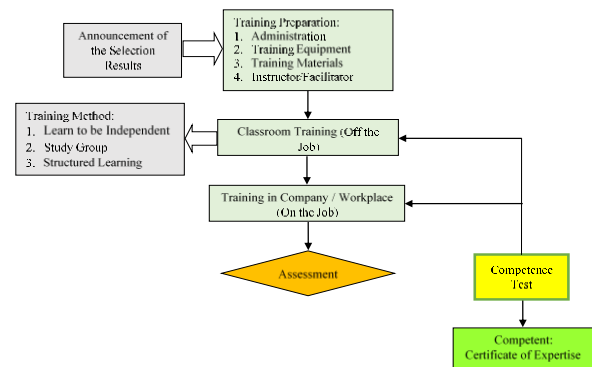 Announcement of
the Selection
Results
Training Preparation:
1. Administration
2. Training Equipment
3. Training Materials
4. Instructor/Facilitator
Training Method:
1. Learn to be Independent
2. Study Group
3. Structured Learning
Classroom Training (Off the
Job)
Training in Company / Workplace
(On the Job)
Assessment
Competence
Test
Competent:
Certificate of Expertise